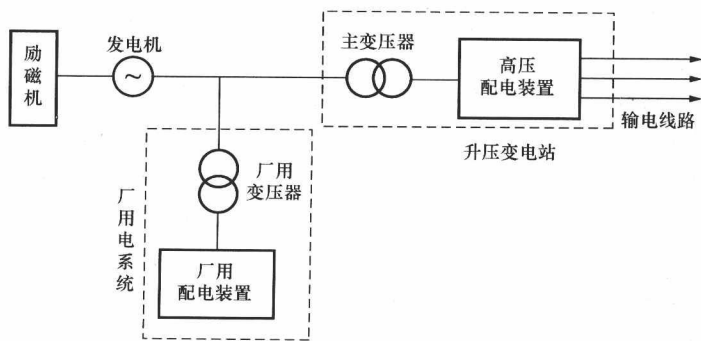 励磁机
发电机
~
主变压器
高压
配电装置
输电线路
升压变电站
厂用
变压器
厂用电系统
厂用
配电装置